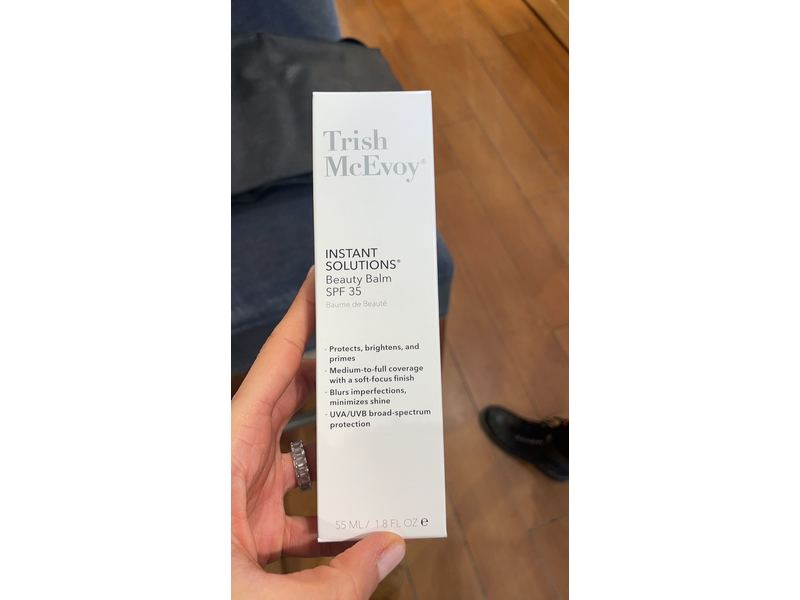 Trish
McEvoy®
INSTANT
SOLUTIONS®
Beauty Balm
SPF 35
Baume de Beauté
- Protects, brightens, and
primes
- Medium-to-full coverage
with a soft-focus finish
- Blurs imperfections,
minimizes shine
- UVA/UVB broad-spectrum
protection
55 ML / 1.8 FL OZ ℮